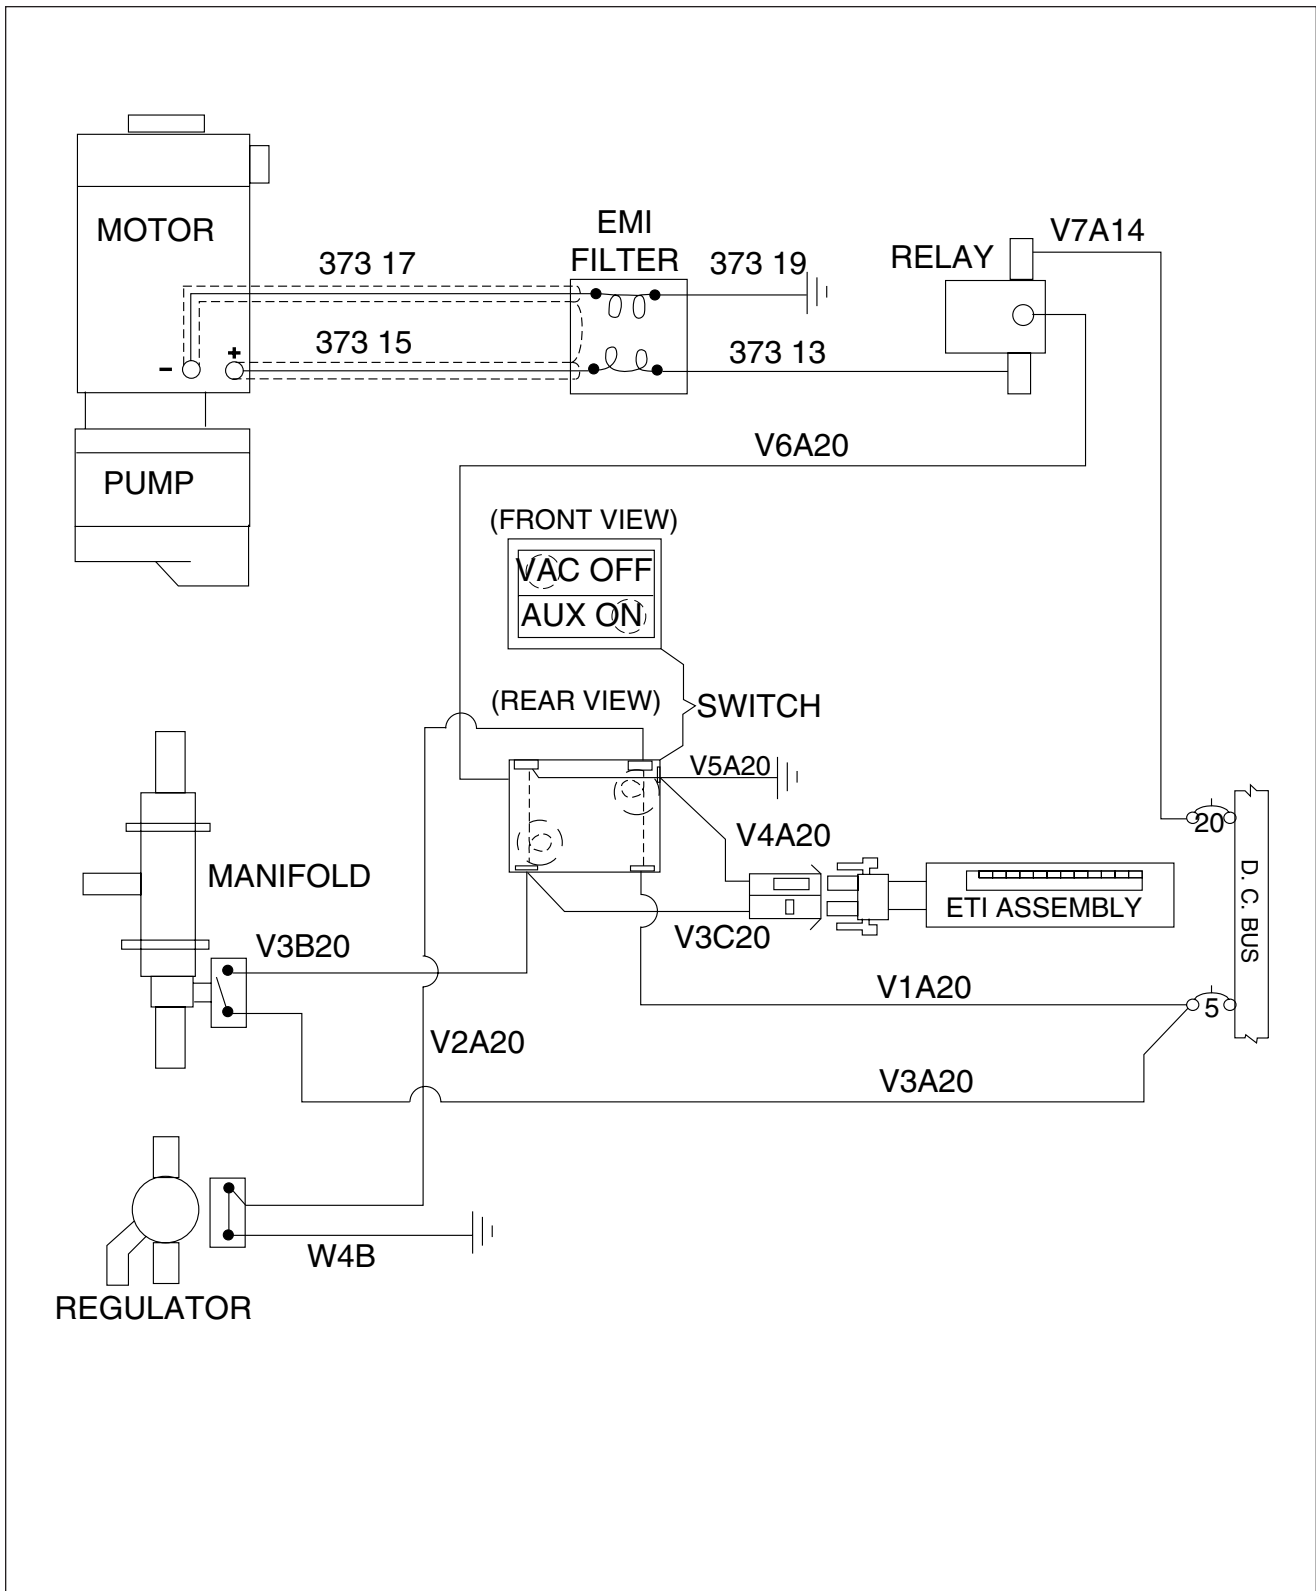 MOTOR
EMI
FILTER
373 17
373 19
RELAY
V7A14
373 15
373 13
-
+
V6A20
PUMP
(FRONT VIEW)
VAC OFF
AUX ON
(REAR VIEW)
SWITCH
V5A20
V4A20
20
MANIFOLD
ETI ASSEMBLY
D. C. BUS
V3B20
V3C20
V1A20
5
V2A20
V3A20
W4B
REGULATOR